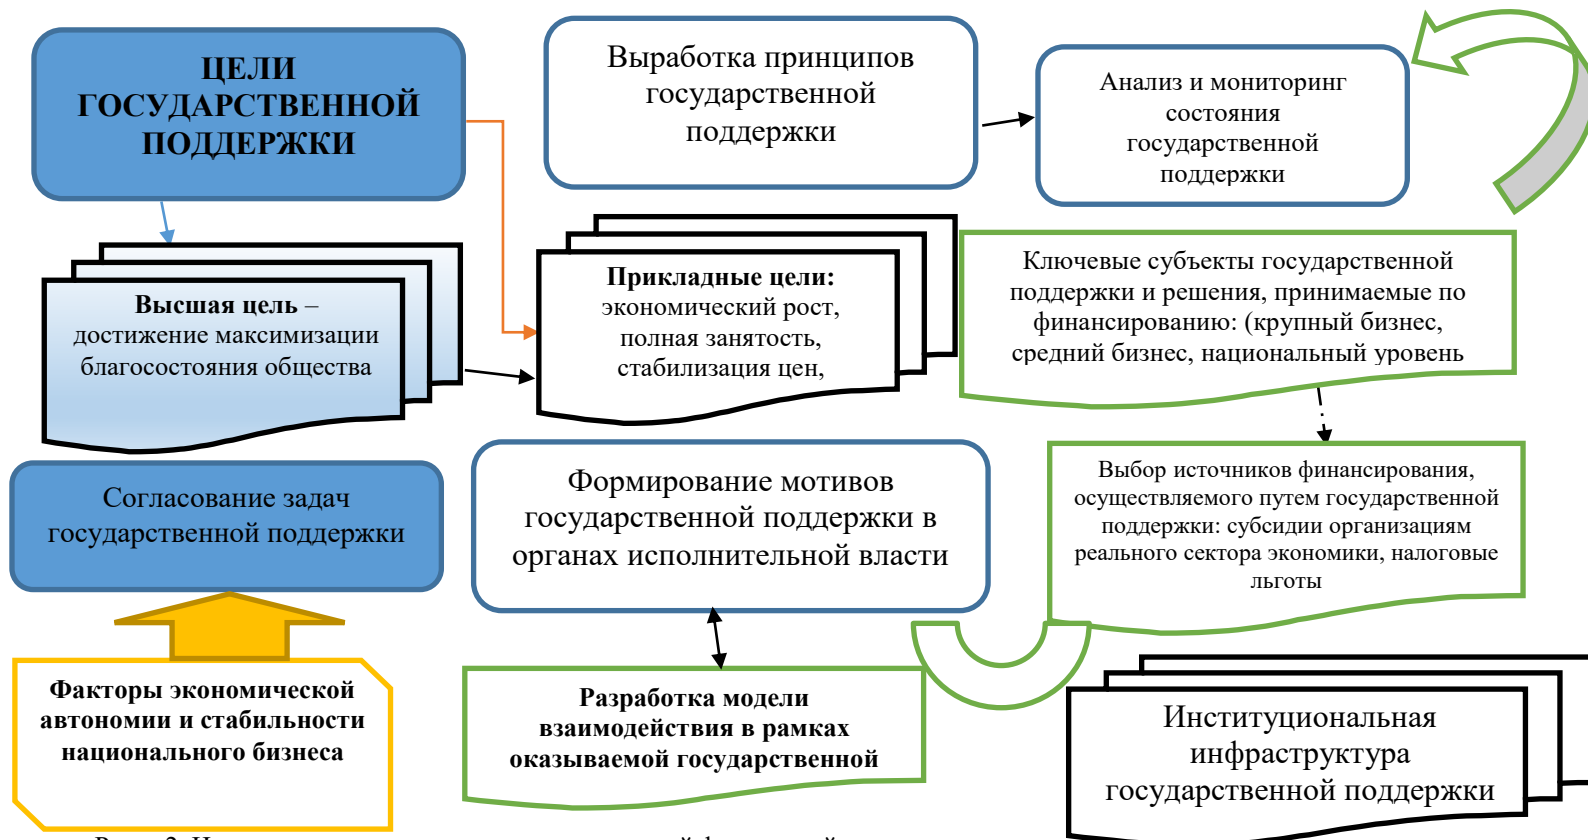 ЦЕЛИ
ГОСУДАРСТВЕННОЙ
ПОДДЕРЖКИ
Выработка принципов
государственной
поддержки
Анализ и мониторинг
состояния
государственной
поддержки
Высшая цель –
достижение максимизации
благосостояния общества
Прикладные цели:
экономический рост,
полная занятость,
стабилизация цен,
Ключевые субъекты государственной
поддержки и решения, принимаемые по
финансированию: (крупный бизнес,
средний бизнес, национальный уровень
Согласование задач
государственной поддержки
Формирование мотивов
государственной поддержки в
органах исполнительной власти
Выбор источников финансирования,
осуществляемого путем государственной
поддержки: субсидии организациям
реального сектора экономики, налоговые
льготы
Факторы экономической
автономии и стабильности
национального бизнеса
Разработка модели
взаимодействия в рамках
оказываемой государственной
Институциональная
инфраструктура
государственной поддержки